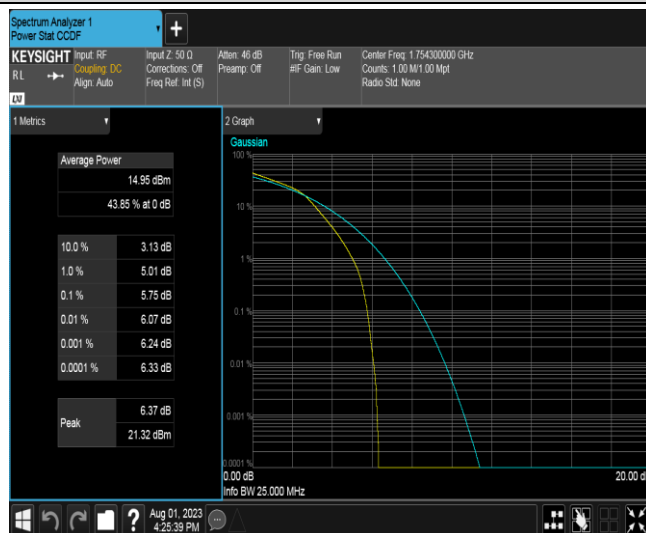 Spectrum Analyzer 1
Power Stat CCDF
+
KEYSIGHT
RL
LXI
Input: RF
Coupling: DC
Align: Auto
Input Z: 50 Ω
Corrections: Off
Freq Ref: Int (S)
Atten: 46 dB
Preamp: Off
Trig: Free Run
#IF Gain: Low
Center Freq: 1.754300000 GHz
Counts: 1.00 M/1.00 Mpt
Radio Std: None
1 Metrics
Average Power
14.95 dBm
43.85 % at 0 dB
10.0 % 3.13 dB
1.0 % 5.01 dB
0.1 % 5.75 dB
0.01 % 6.07 dB
0.001 % 6.24 dB
0.0001 % 6.33 dB
Peak
6.37 dB
21.32 dBm
2 Graph
Gaussian
100 %
10 %
1 %
0.1 %
0.01 %
0.001 %
0.0001 %
0.00 dB
20.00 d
Info BW 25.000 MHz
?
Aug 01, 2023
4:25:39 PM